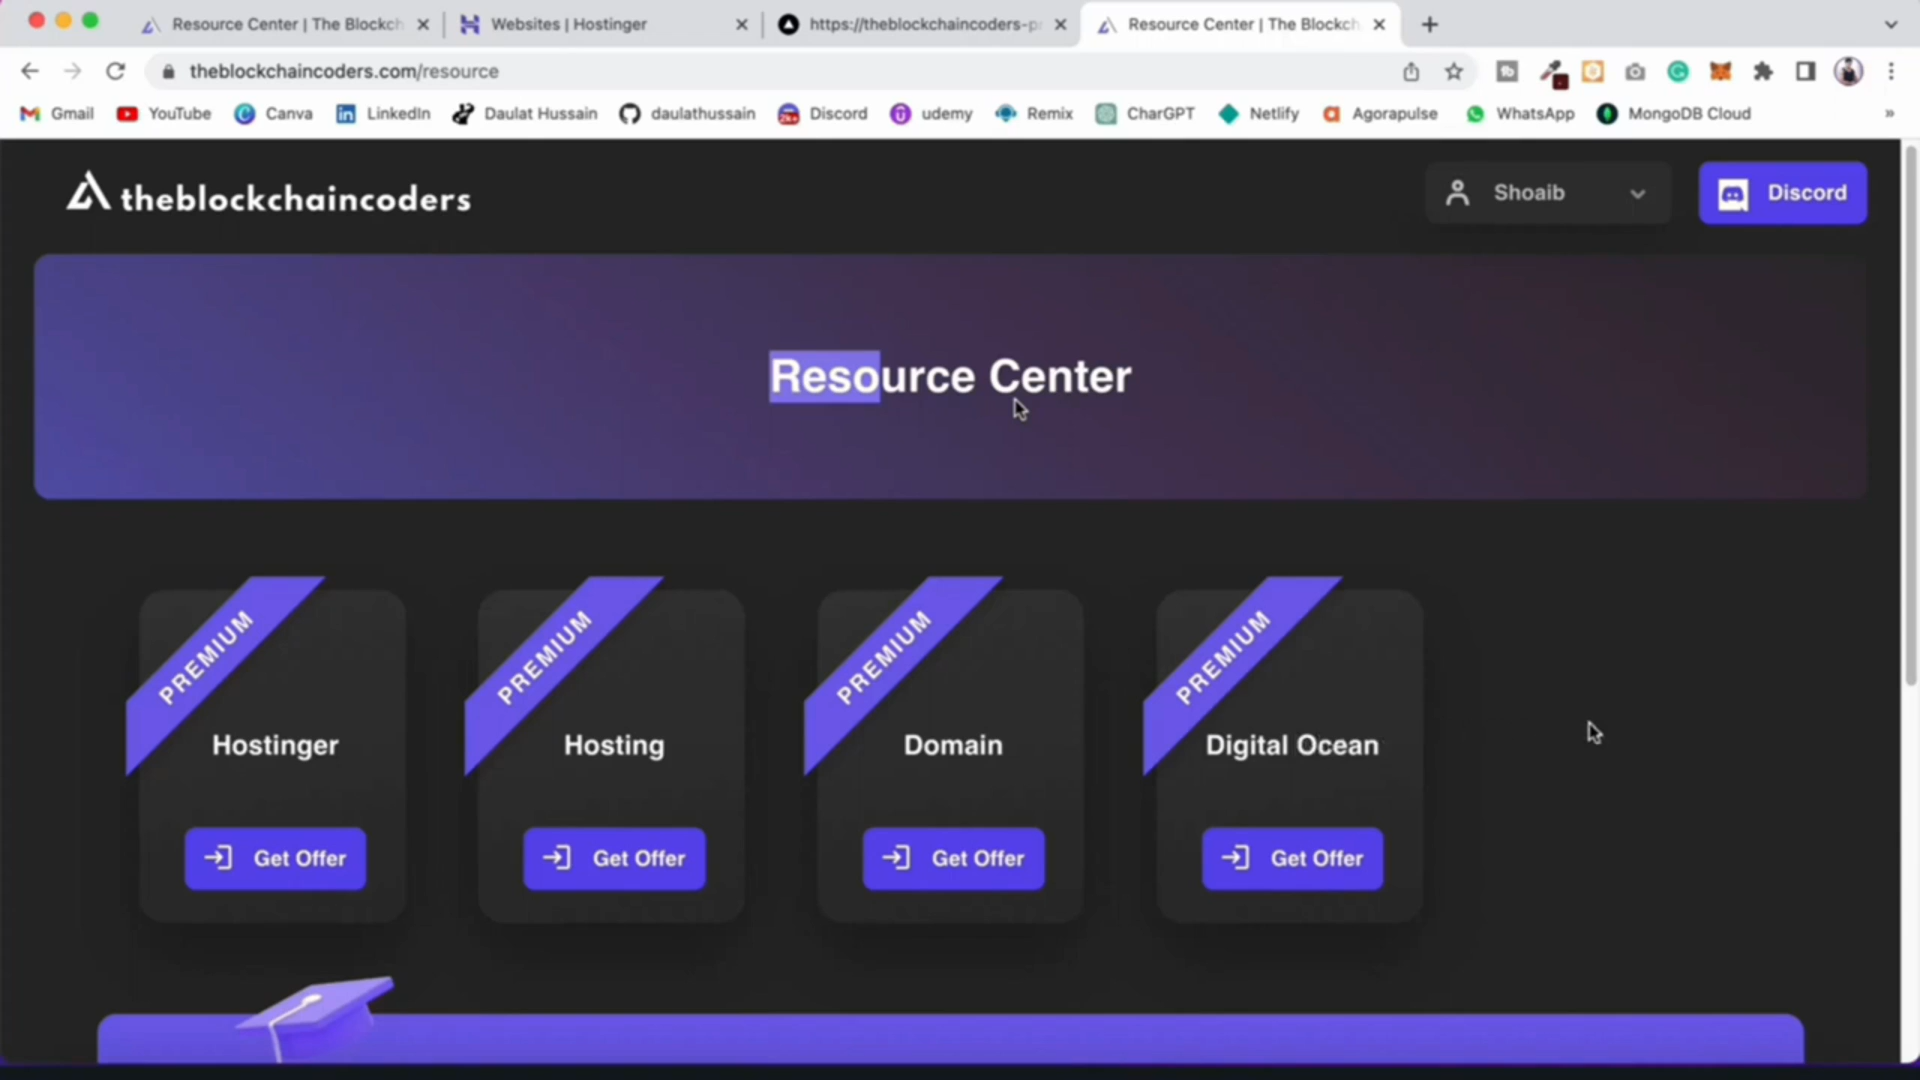 Resource Center | The Blockch
Websites | Hostinger
https://theblockchaincoders-pr
Resource Center | The Blockch
theblockchaincoders.com/resource
Gmail
YouTube
Canva
LinkedIn
Daulat Hussain
daulathussain
Discord
udemy
Remix
CharGPT
Netlify
Agorapulse
WhatsApp
MongoDB Cloud
theblockchaincoders
Shoaib
Discord
Resource Center
PREMIUM
PREMIUM
PREMIUM
PREMIUM
Hostinger
Hosting
Domain
Digital Ocean
Get Offer
Get Offer
Get Offer
Get Offer